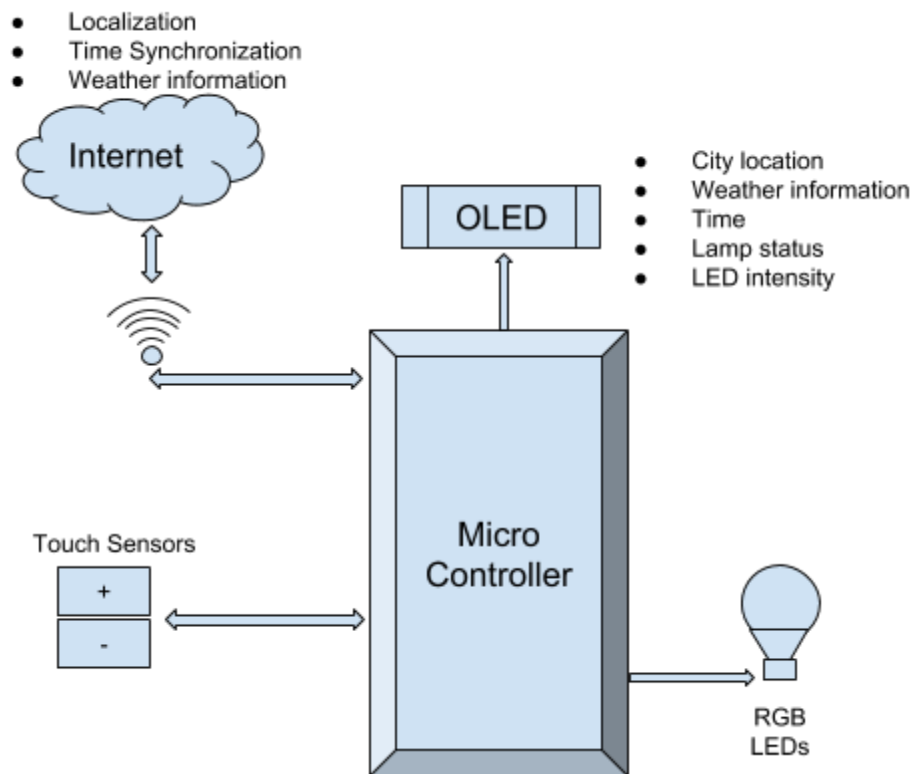 ● Localization
● Time Synchronization
● Weather information
Internet
● City location
● Weather information
● Time
● Lamp status
● LED intensity
OLED
Micro
Controller
Touch Sensors
+
-
RGB
LEDs